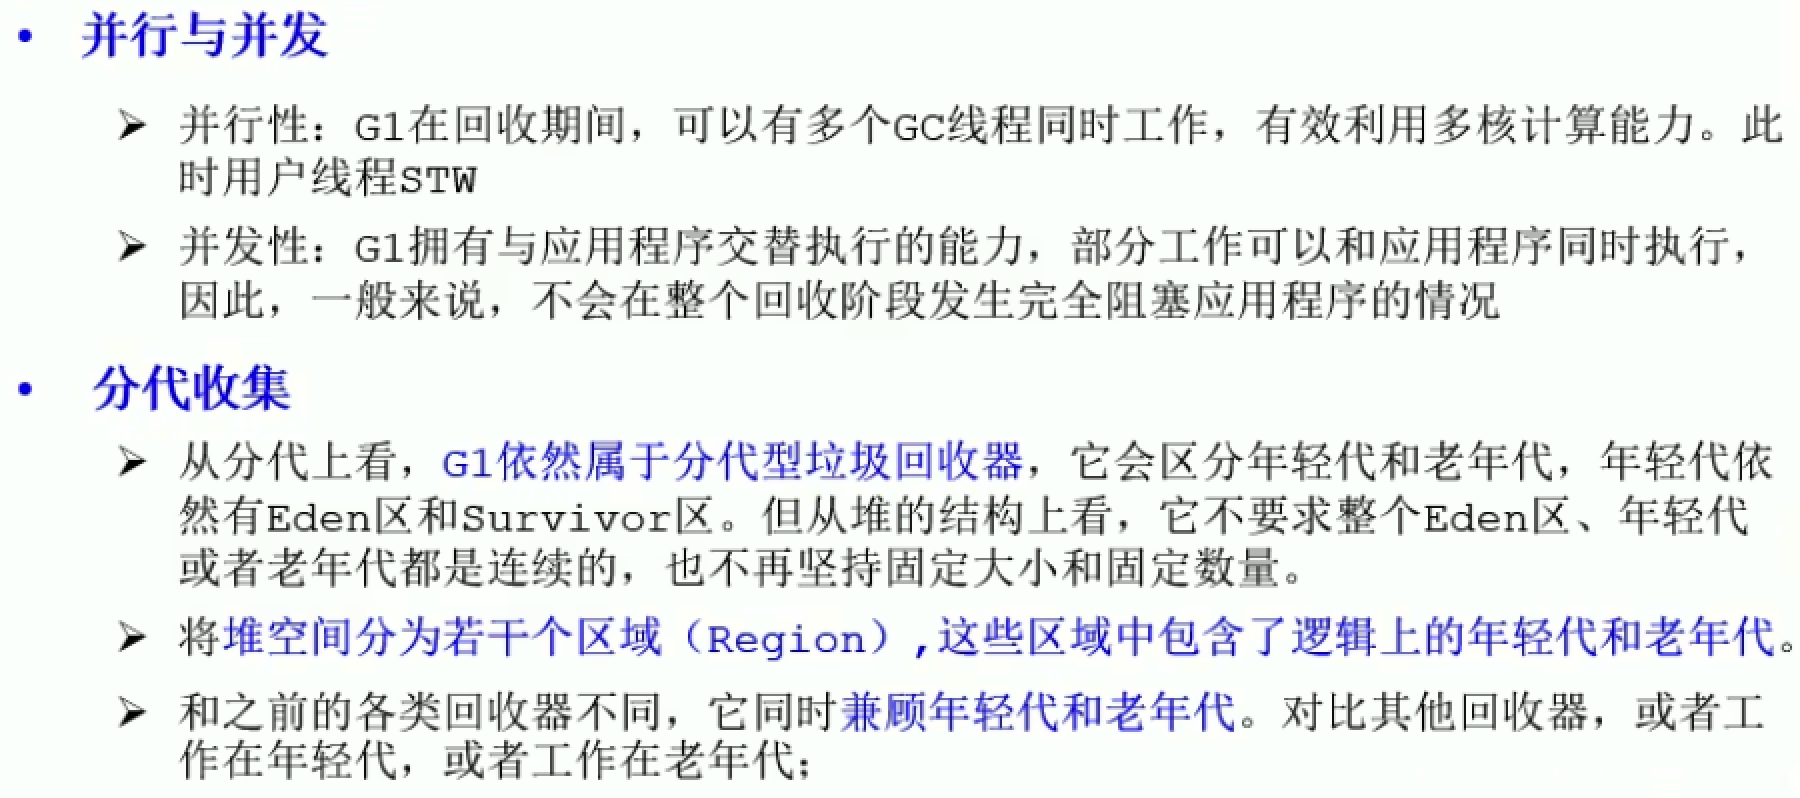 • 并行与并发
➢ 并行性：G1在回收期间，可以有多个GC线程同时工作，有效利用多核计算能力。此
时用户线程STW
➢ 并发性：G1拥有与应用程序交替执行的能力，部分工作可以和应用程序同时执行，
因此，一般来说，不会在整个回收阶段发生完全阻塞应用程序的情况
• 分代收集
➢ 从分代上看，G1依然属于分代型垃圾回收器，它会区分年轻代和老年代，年轻代依
然有Eden区和Survivor区。但从堆的结构上看，它不要求整个Eden区、年轻代
或者老年代都是连续的，也不再坚持固定大小和固定数量。
➢ 将堆空间分为若干个区域（Region）,这些区域中包含了逻辑上的年轻代和老年代。
➢ 和之前的各类回收器不同，它同时兼顾年轻代和老年代。对比其他回收器，或者工
作在年轻代，或者工作在老年代；